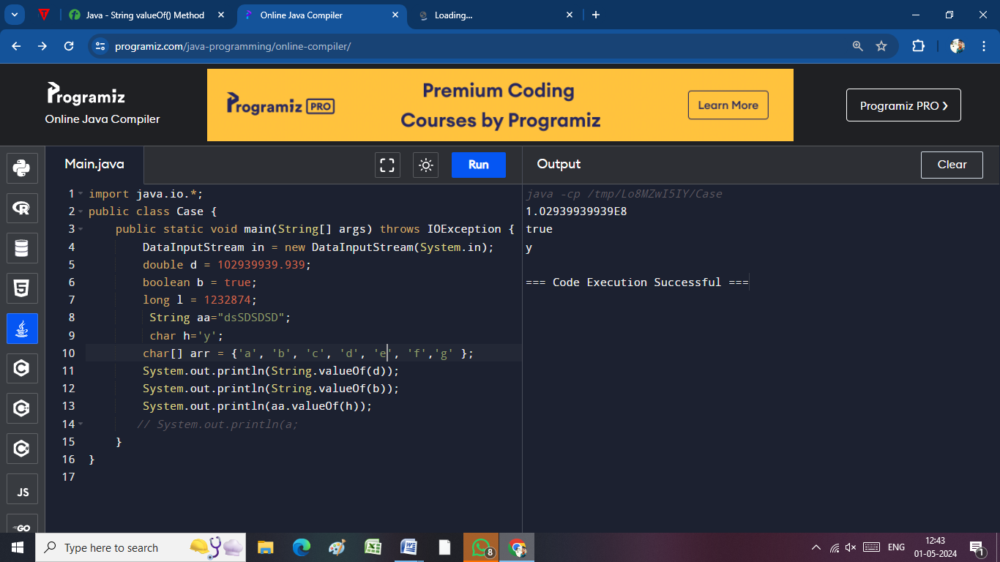 Java - String valueOf() Method
Online Java Compiler
Loading...
programiz.com/java-programming/online-compiler/
Programiz
Online Java Compiler
Programiz PRO
Premium Coding
Courses by Programiz
Learn More
Programiz PRO ❯
Main.java
Run
Output
Clear
1 import java.io.*;
2 public class Case {
3     public static void main(String[] args) throws IOException {
4         DataInputStream in = new DataInputStream(System.in);
5         double d = 102939939.939;
6         boolean b = true;
7         long l = 1232874;
8          String aa="dsSDSDSD";
9          char h='y';
10         char[] arr = {'a', 'b', 'c', 'd', 'e', 'f','g' };
11         System.out.println(String.valueOf(d));
12         System.out.println(String.valueOf(b));
13         System.out.println(aa.valueOf(h));
14        // System.out.println(a;
15     }
16 }
17
java -cp /tmp/Lo8MZwI5IY/Case
1.02939939939E8
true
y
=== Code Execution Successful ===
R
5
C
C
C
JS
GO
Type here to search
8
ENG
12:43
01-05-2024
1